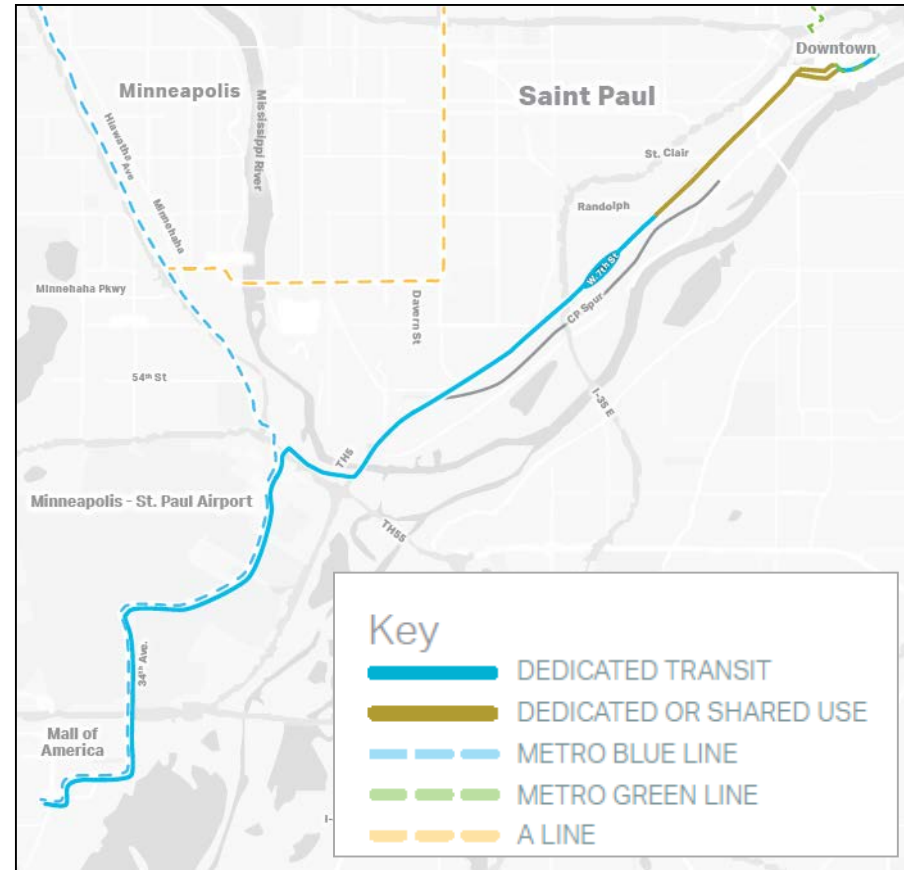 Downtown
Minneapolis
Saint Paul
Mississippi River
Hiawatha Ave
St. Clair
Minnehaha
Randolph
W. 7th St
Minnehaha Pkwy
Davern St
CP Spur
54th St
I-35 E
TH5
Minneapolis - St. Paul Airport
TH55
34th Ave.
Mall of
America
I-
Key
DEDICATED TRANSIT
DEDICATED OR SHARED USE
METRO BLUE LINE
METRO GREEN LINE
A LINE